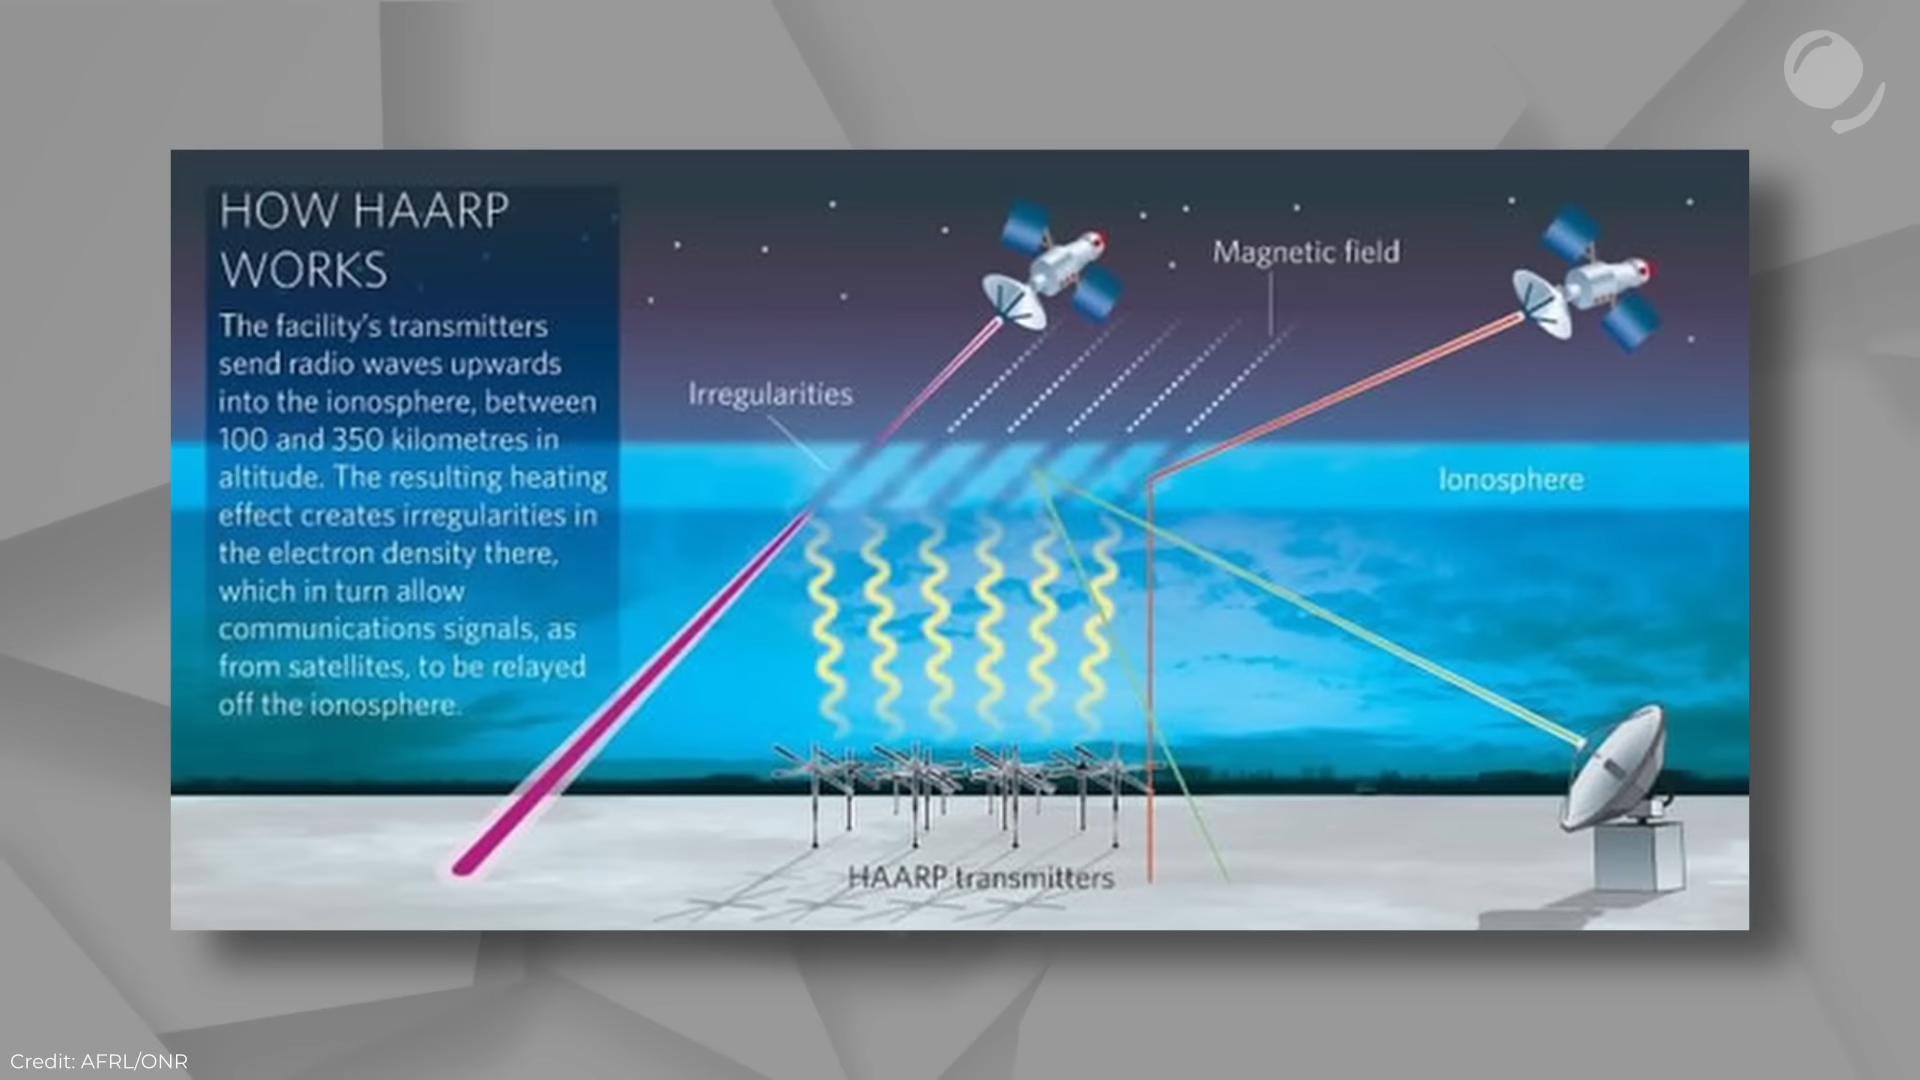 HOW HAARP
WORKS
The facility's transmitters
send radio waves upwards
into the ionosphere, between
100 and 350 kilometres in
altitude. The resulting heating
effect creates irregularities in
the electron density there,
which in turn allow
communications signals, as
from satellites, to be relayed
off the ionosphere.
Irregularities
Magnetic field
Ionosphere
HAARP transmitters
Credit: AFRL/ONR